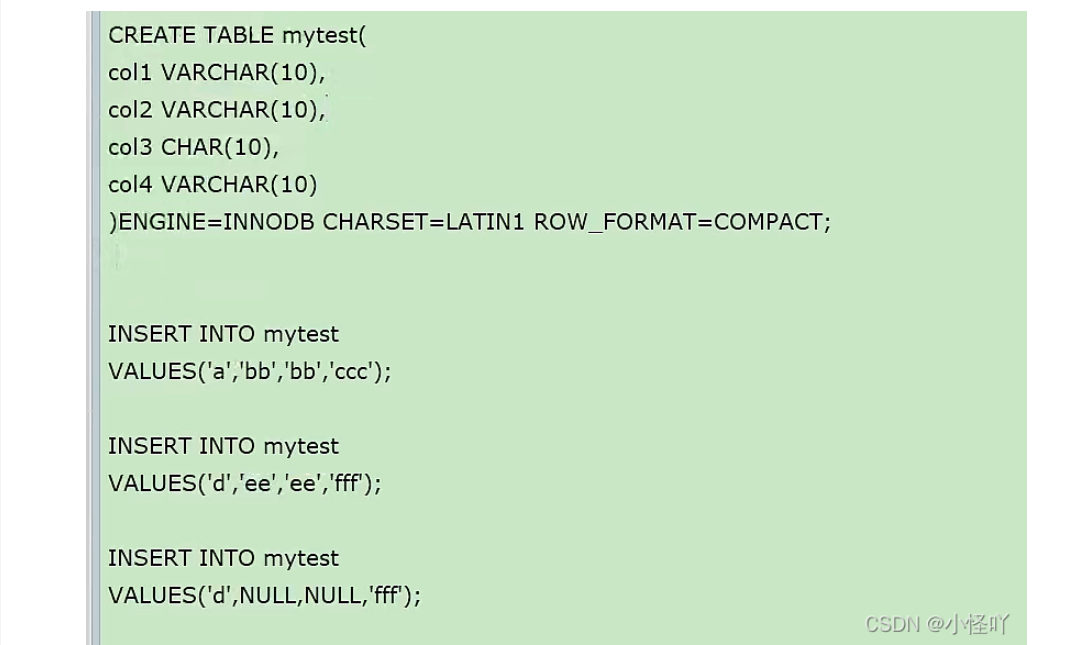 CREATE TABLE mytest(
col1 VARCHAR(10),
col2 VARCHAR(10),
col3 CHAR(10),
col4 VARCHAR(10)
)ENGINE=INNODB CHARSET=LATIN1 ROW_FORMAT=COMPACT;
INSERT INTO mytest
VALUES('a','bb','bb','ccc');
INSERT INTO mytest
VALUES('d','ee','ee','fff');
INSERT INTO mytest
VALUES('d',NULL,NULL,'fff');
CSDN @小怪吖